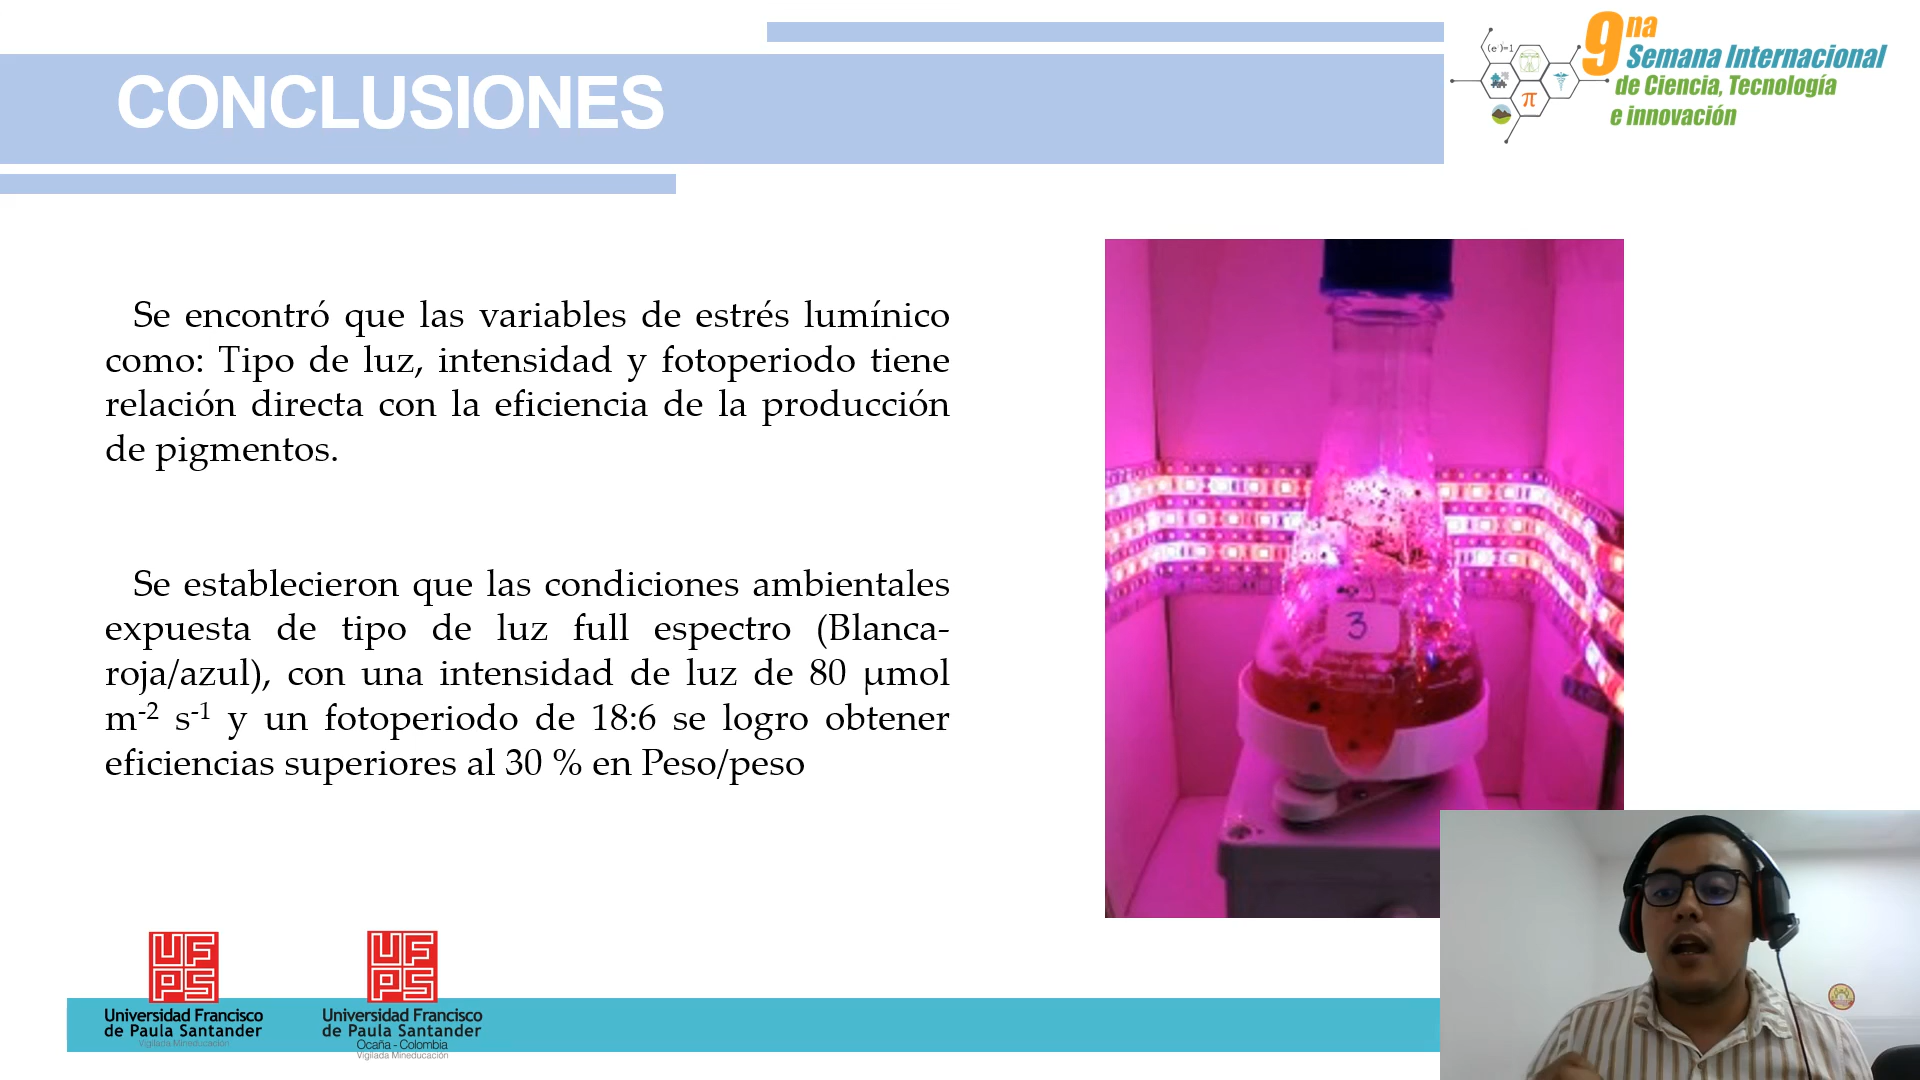 CONCLUSIONES
(e )=1
π
9na
Semana Internacional
de Ciencia, Tecnología
e innovación
Se encontró que las variables de estrés lumínico
como: Tipo de luz, intensidad y fotoperiodo tiene
relación directa con la eficiencia de la producción
de pigmentos.
Se establecieron que las condiciones ambientales
expuesta de tipo de luz full espectro (Blanca-
roja/azul), con una intensidad de luz de 80 µmol
m-2 s-1 y un fotoperiodo de 18:6 se logro obtener
eficiencias superiores al 30 % en Peso/peso
3
UFPS
Universidad Francisco
de Paula Santander
Vigilada Mineducación
UFPS
Universidad Francisco
de Paula Santander
Ocaña - Colombia
Vigilada Mineducación